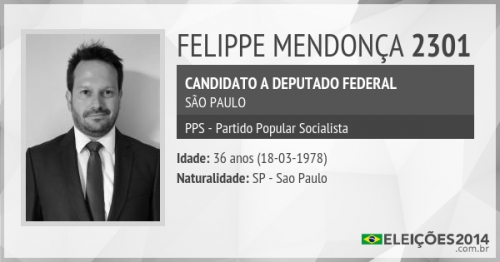 FELIPPE MENDONÇA 2301
CANDIDATO A DEPUTADO FEDERAL
SÃO PAULO
PPS - Partido Popular Socialista
Idade: 36 anos (18-03-1978)
Naturalidade: SP - Sao Paulo
ELEIÇÕES2014
.com.br